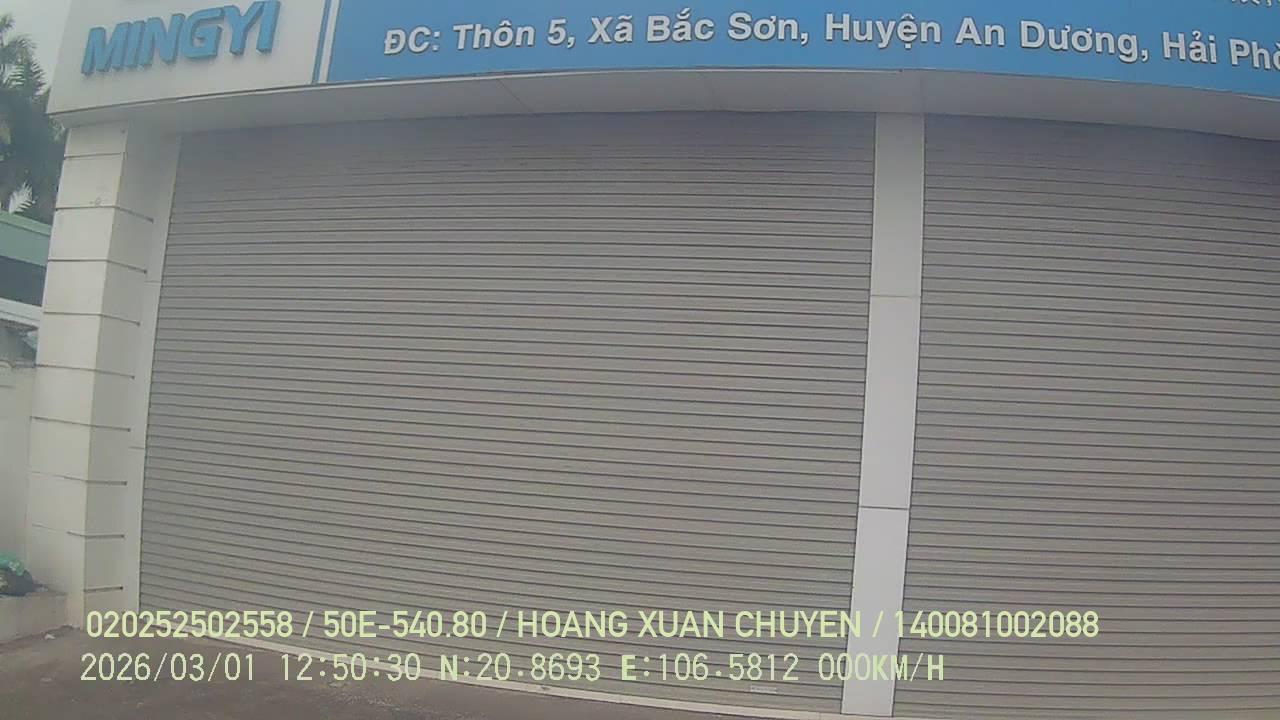 MINGYI
ĐC: Thôn 5, Xã Bắc Sơn, Huyện An Dương, Hải
020252502558 / 50E-540.80 / HOANG XUAN CHUYEN / 140081002088
2026/03/01 12:50:30 N:20.8693 E:106.5812 000KM/H